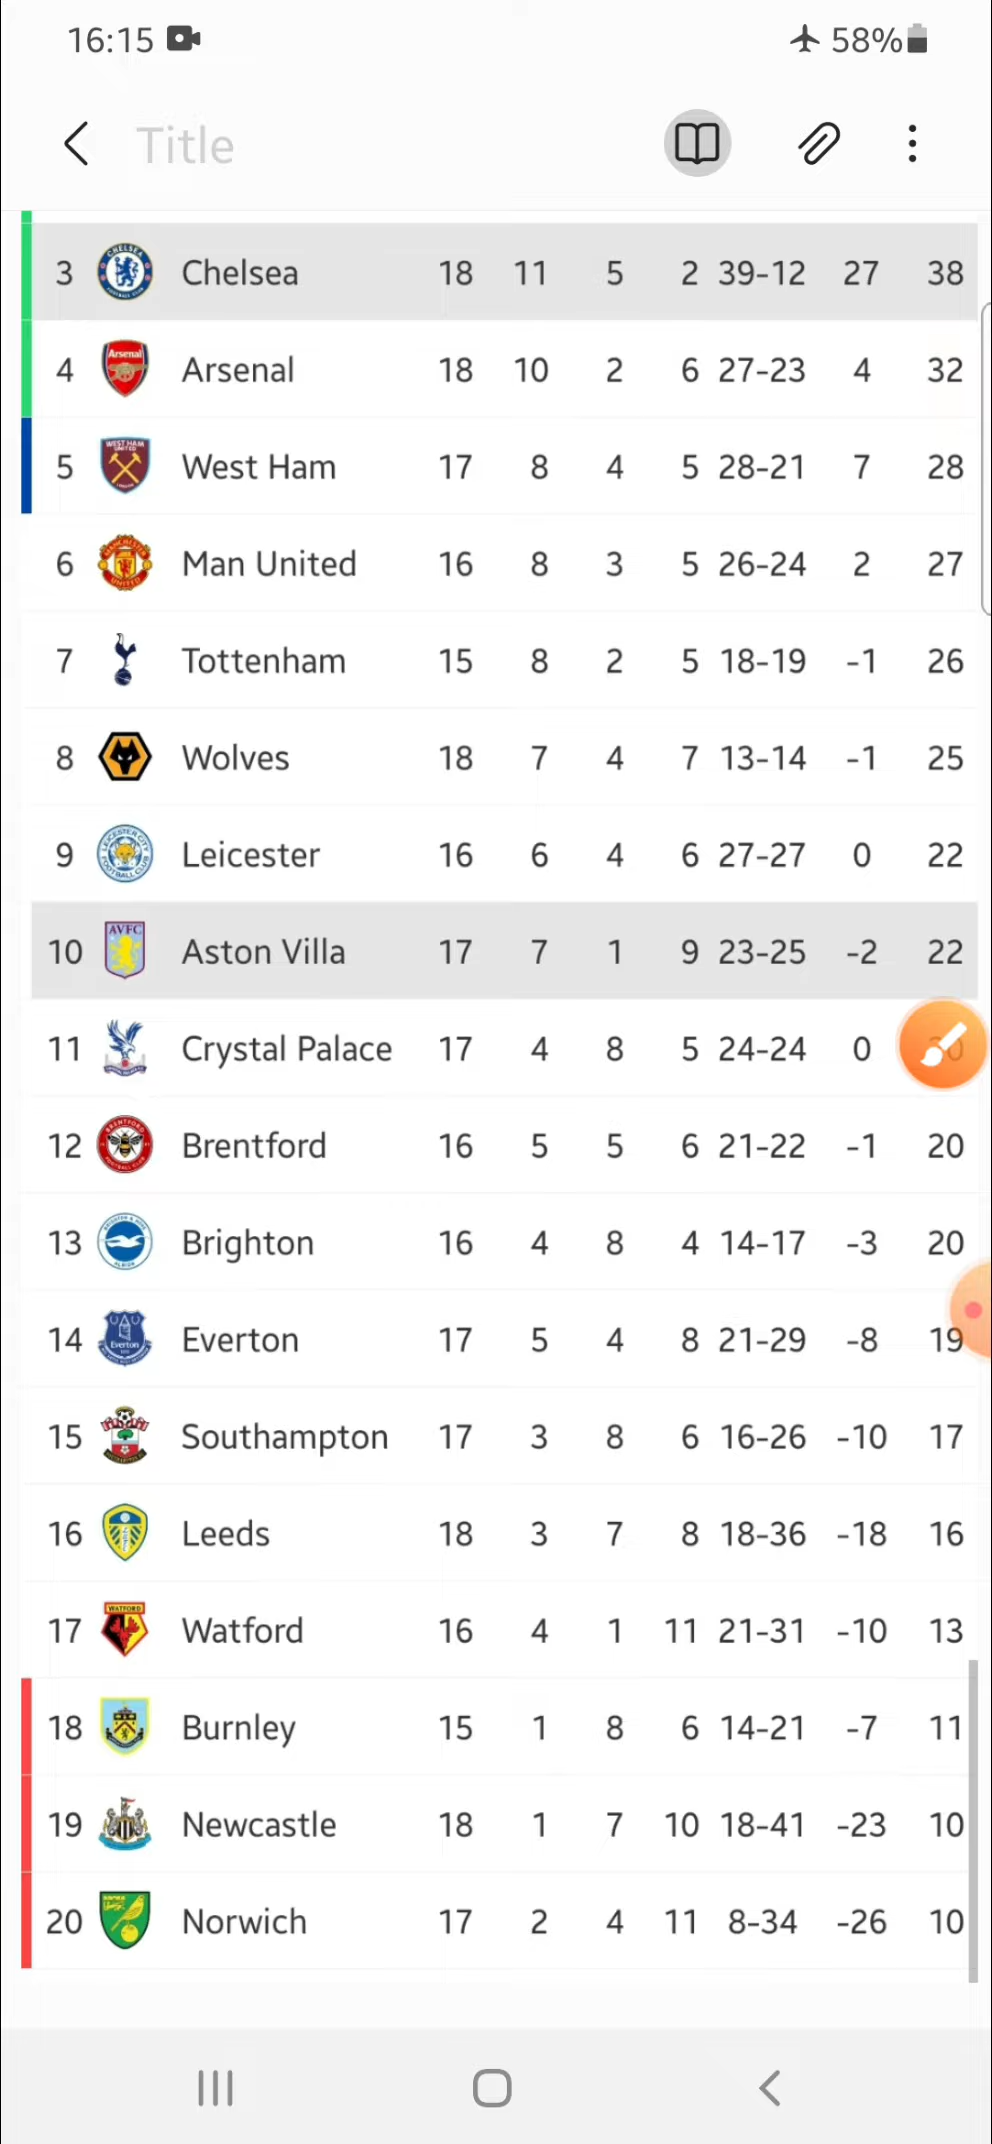 16:15 58%
Title
3 Chelsea 18 11 5 2 39-12 27 38
4 Arsenal 18 10 2 6 27-23 4 32
5 West Ham 17 8 4 5 28-21 7 28
6 Man United 16 8 3 5 26-24 2 27
7 Tottenham 15 8 2 5 18-19 -1 26
8 Wolves 18 7 4 7 13-14 -1 25
9 Leicester 16 6 4 6 27-27 0 22
10 AVFC Aston Villa 17 7 1 9 23-25 -2 22
11 Crystal Palace 17 4 8 5 24-24 0
12 Brentford 16 5 5 6 21-22 -1 20
13 Brighton 16 4 8 4 14-17 -3 20
14 Everton 17 5 4 8 21-29 -8 19
15 Southampton 17 3 8 6 16-26 -10 17
16 Leeds 18 3 7 8 18-36 -18 16
17 Watford 16 4 1 11 21-31 -10 13
18 Burnley 15 1 8 6 14-21 -7 11
19 Newcastle 18 1 7 10 18-41 -23 10
20 Norwich 17 2 4 11 8-34 -26 10